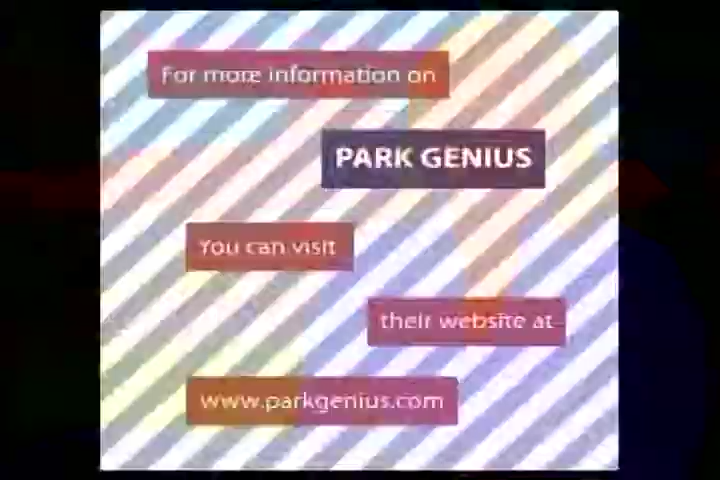 For more information on
PARK GENIUS
You can visit
their website at
www.parkgenius.com